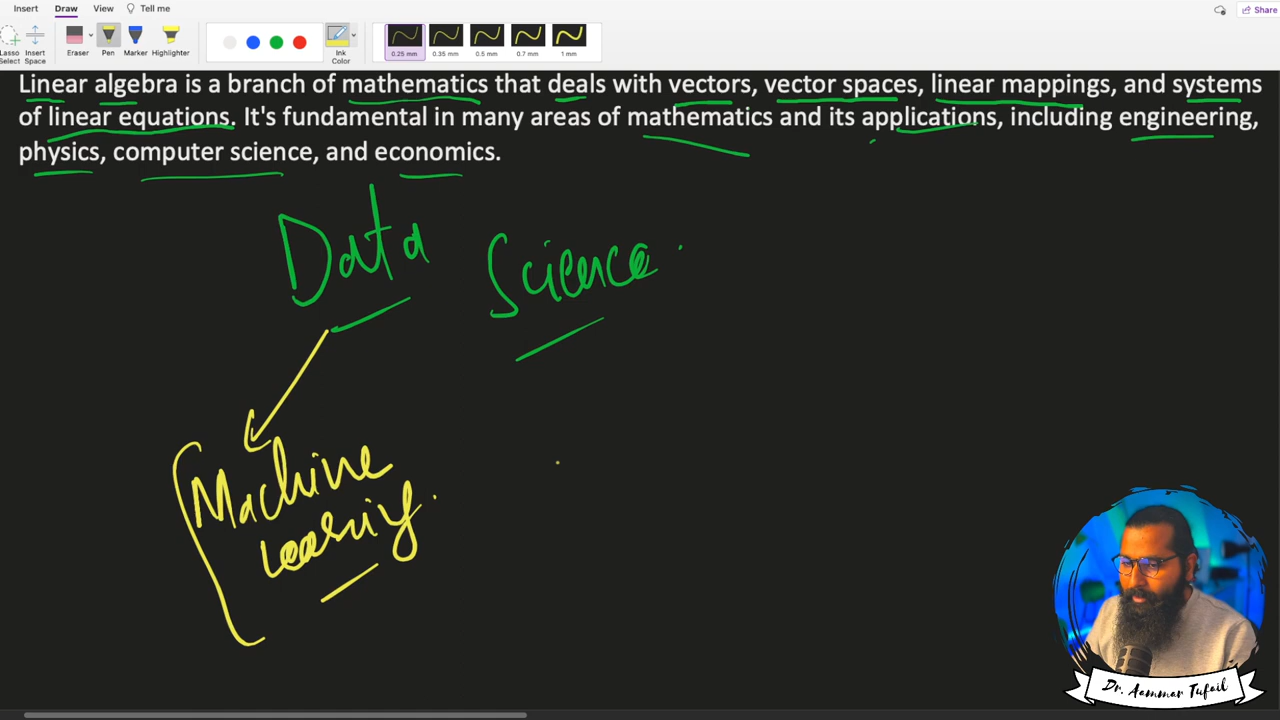 Insert Draw View Tell me
Share
Lasso Select Insert Space Eraser Pen Marker Highlighter Ink Color 0.25 mm 0.35 mm 0.5 mm 0.7 mm 1 mm
Linear algebra is a branch of mathematics that deals with vectors, vector spaces, linear mappings, and systems
of linear equations. It's fundamental in many areas of mathematics and its applications, including engineering,
physics, computer science, and economics.
Data Science.
Machine
Learning.
Dr. Aammar Tufail